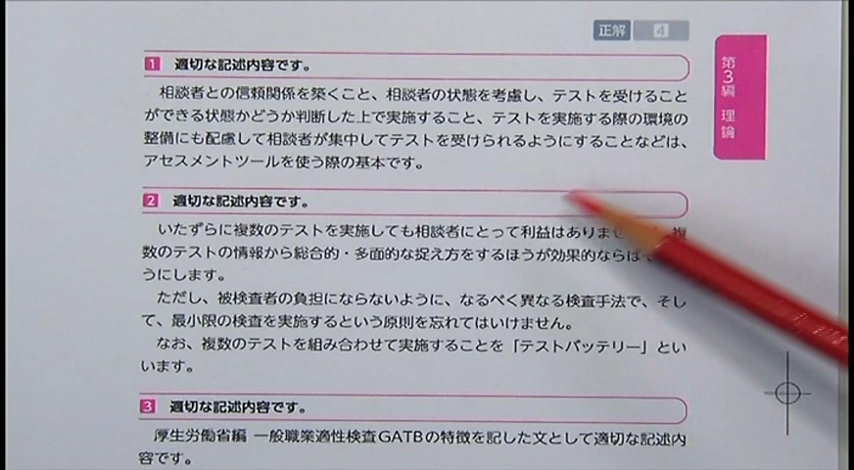 正解 4
第3編 理論
1 適切な記述内容です。
相談者との信頼関係を築くこと、相談者の状態を考慮し、テストを受けること
ができる状態かどうか判断した上で実施すること、テストを実施する際の環境の
整備にも配慮して相談者が集中してテストを受けられるようにすることなどは、
アセスメントツールを使う際の基本です。
2 適切な記述内容です。
いたずらに複数のテストを実施しても相談者にとって利益はありませ 複
数のテストの情報から総合的・多面的な捉え方をするほうが効果的ならば
うにします。
ただし、被検査者の負担にならないように、なるべく異なる検査手法で、そし
て、最小限の検査を実施するという原則を忘れてはいけません。
なお、複数のテストを組み合わせて実施することを「テストバッテリー」とい
います。
3 適切な記述内容です。
厚生労働省編 一般職業適性検査GATBの特徴を記した文として適切な記述内
容です。